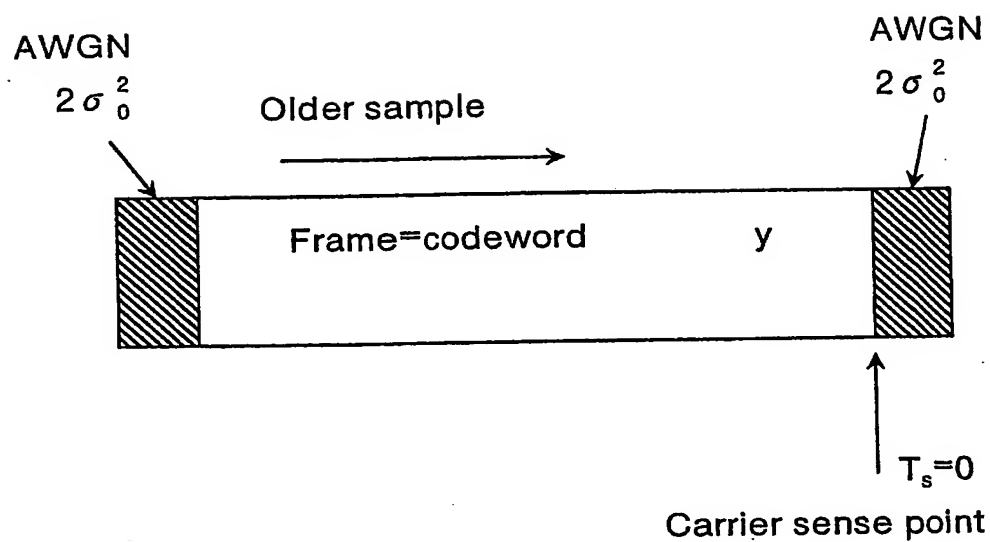 AWGN
2σ₀²
AWGN
2σ₀²
Older sample
Frame=codeword
y
Tₛ=0
Carrier sense point